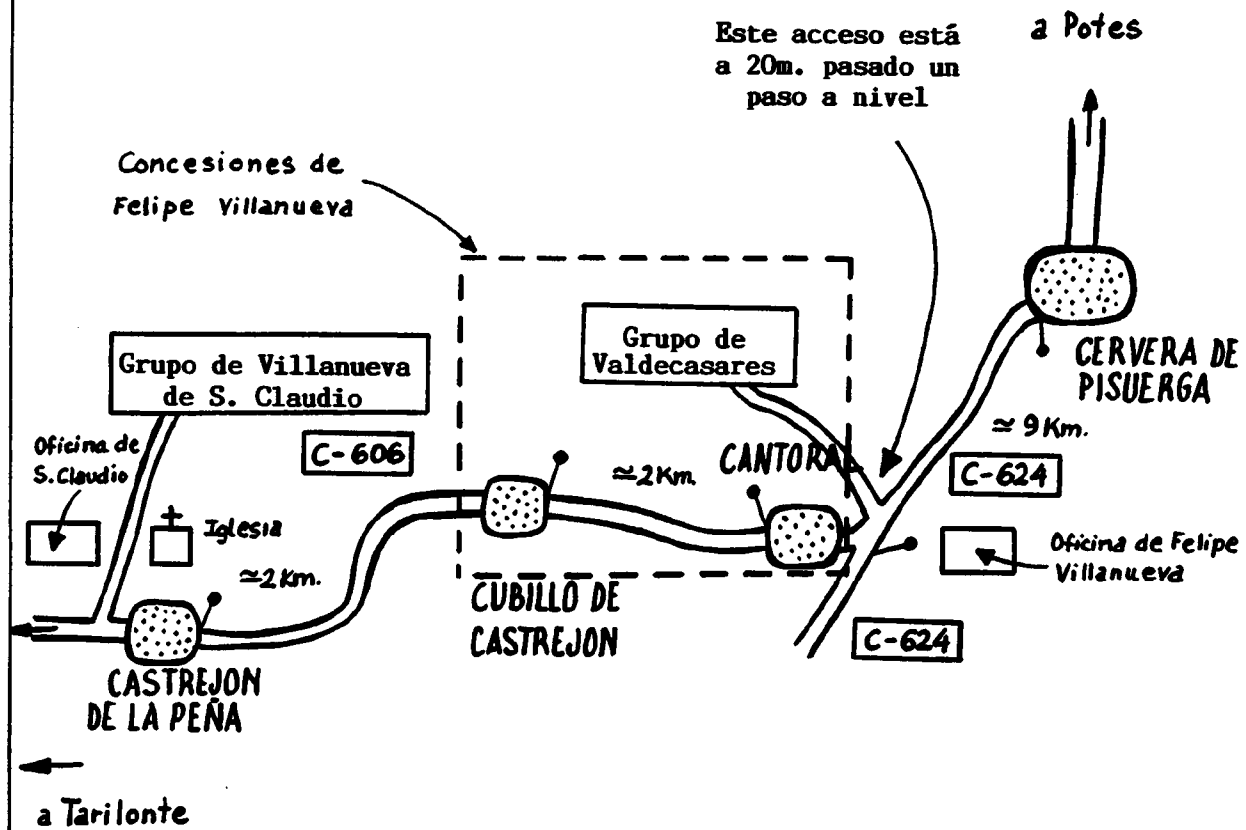 Este acceso está
a 20m. pasado un
paso a nivel
a Potes
Concesiones de
Felipe Villanueva
Grupo de Villanueva
de S. Claudio
Grupo de
Valdecasares
CERVERA DE
PISUERGA
≃ 9 Km.
C-624
Oficina de
S. Claudio
C-606
Iglesia
≃2Km.
CANTORAL
≃2Km.
Oficina de Felipe
Villanueva
CUBILLO DE
CASTREJON
C-624
CASTREJON
DE LA PEÑA
a Tarilonte